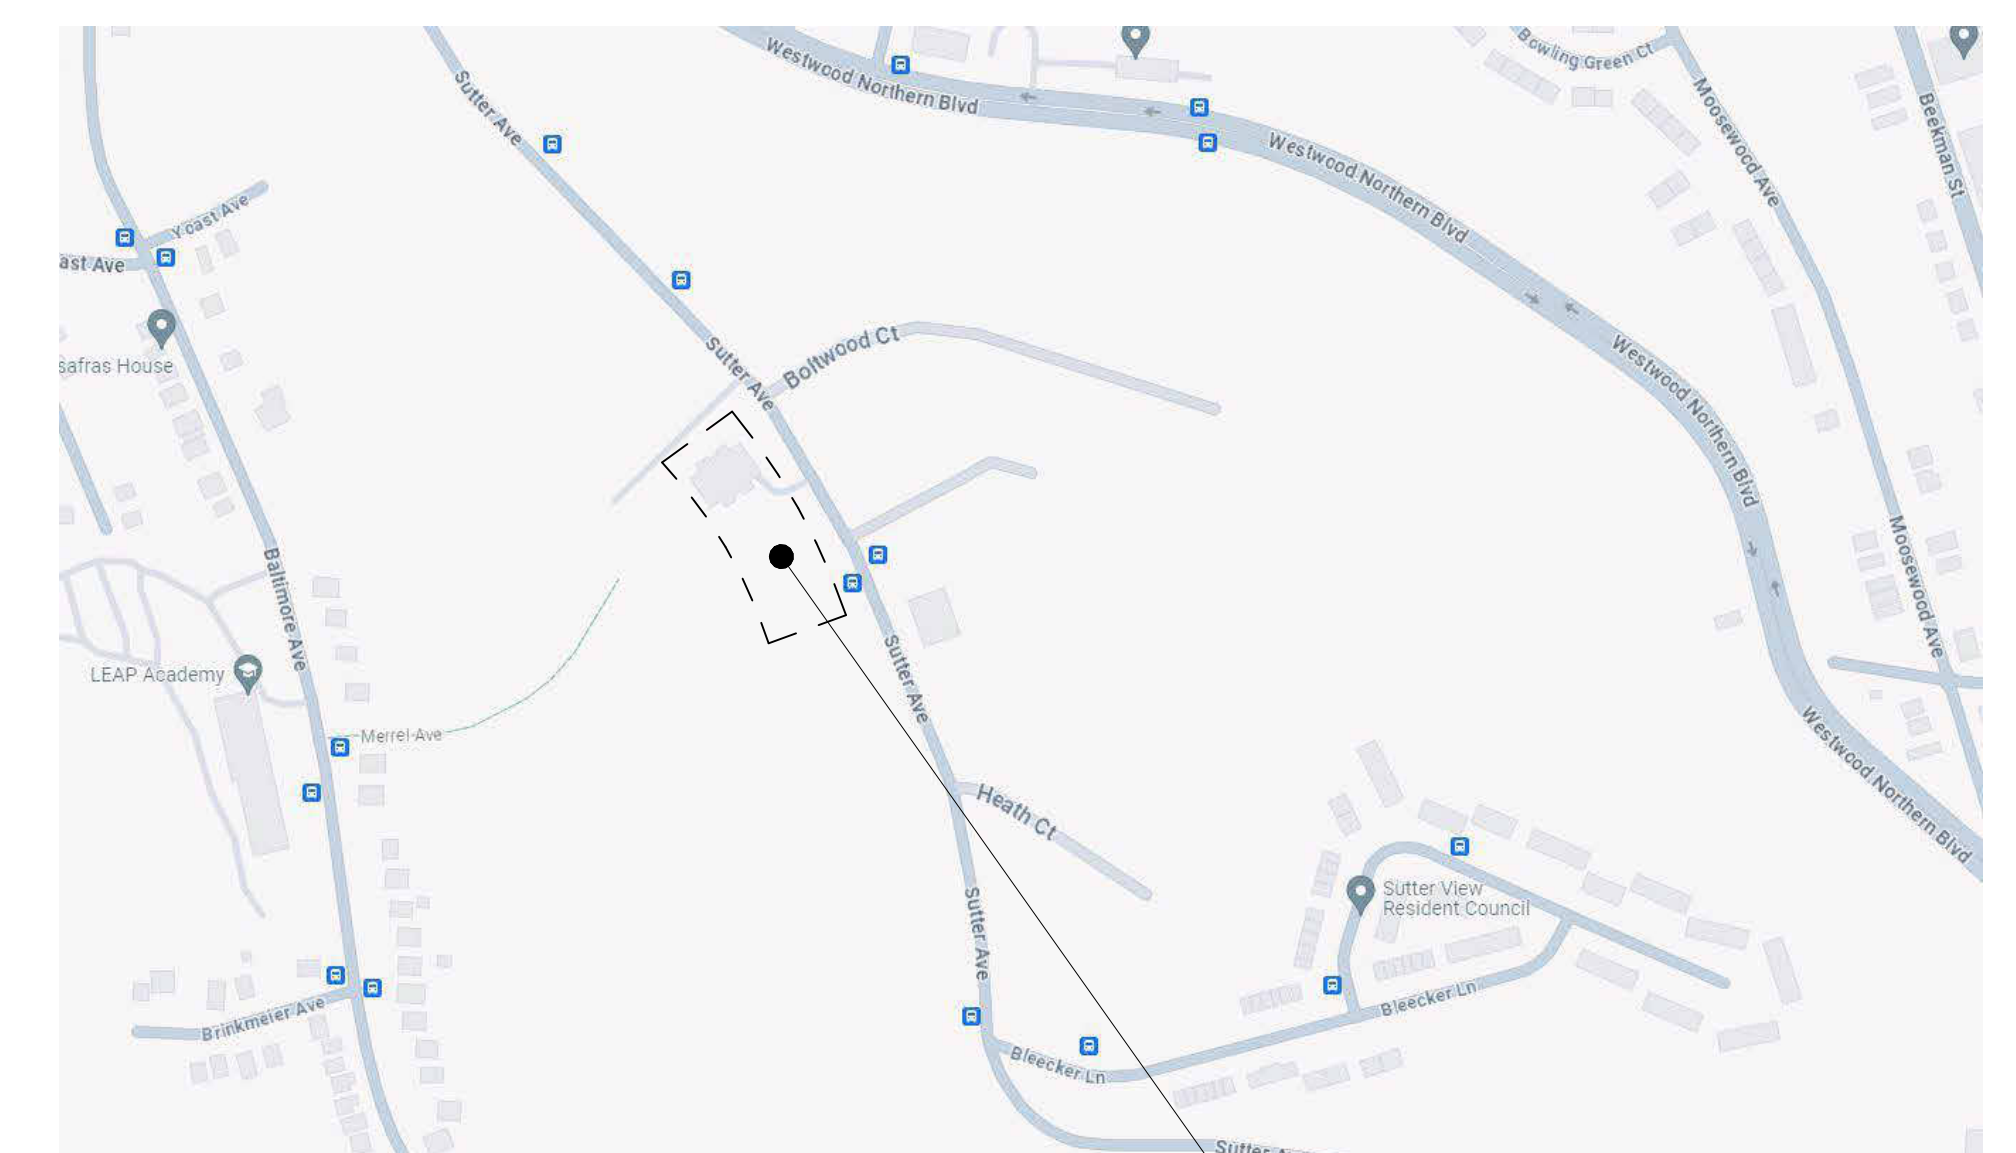 Westwood Northern Blvd
Bowling Green Ct
Sutter Ave
Moosewood Ave
Beekman St
Westwood Northern Blvd
Yoast Ave
ast Ave
safras House
Sutter Ave
Boltwood Ct
Westwood Northern Blvd
Moosewood Ave
Baltimore Ave
LEAP Academy
Sutter Ave
Merrel Ave
Westwood Northern Blvd
Heath Ct
Sutter View
Resident Council
Sutter Ave
Bleecker Ln
Brinkmeier Ave
Bleecker Ln
Sutter A